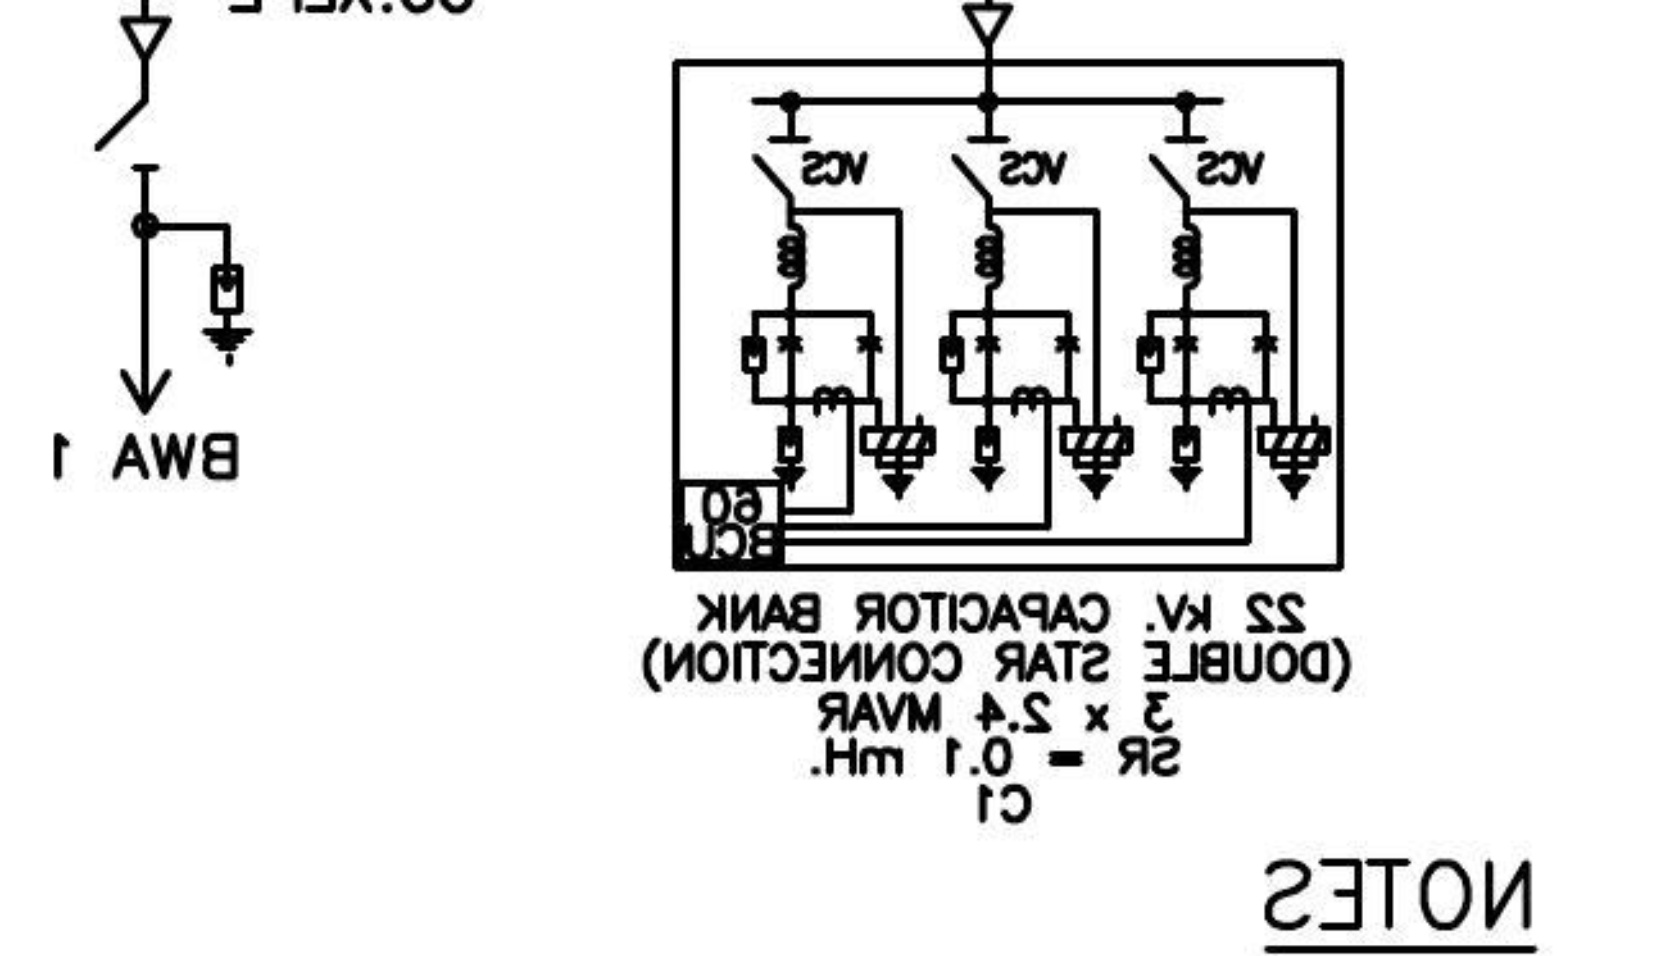 VCS VCS VCS
BWA 1
60
BCU
22 kV. CAPACITOR BANK
(DOUBLE STAR CONNECTION)
3 x 2.4 MVAR
SR = 0.1 mH.
C1
NOTES